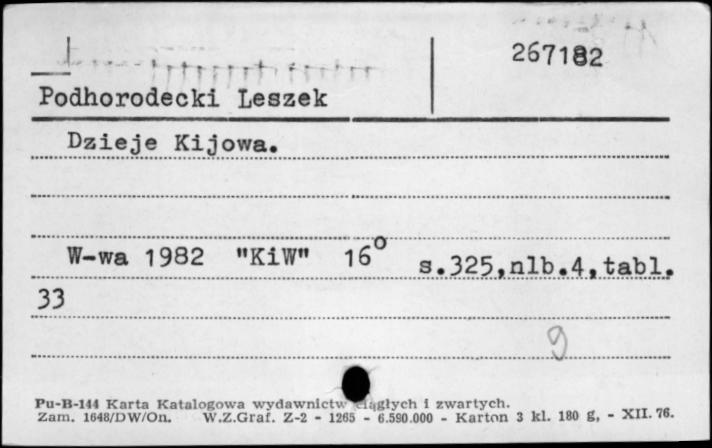 267182
Podhorodecki Leszek
Dzieje Kijowa.
W-wa 1982 "KiW" 16° s.325,nlb.4,tabl.
33
9
Pu-B-144 Karta Katalogowa wydawnictw ciągłych i zwartych.
Zam. 1648/DW/On. W.Z.Graf. Z-2 - 1265 - 6.590.000 - Karton 3 kl. 180 g, - XII. 76.